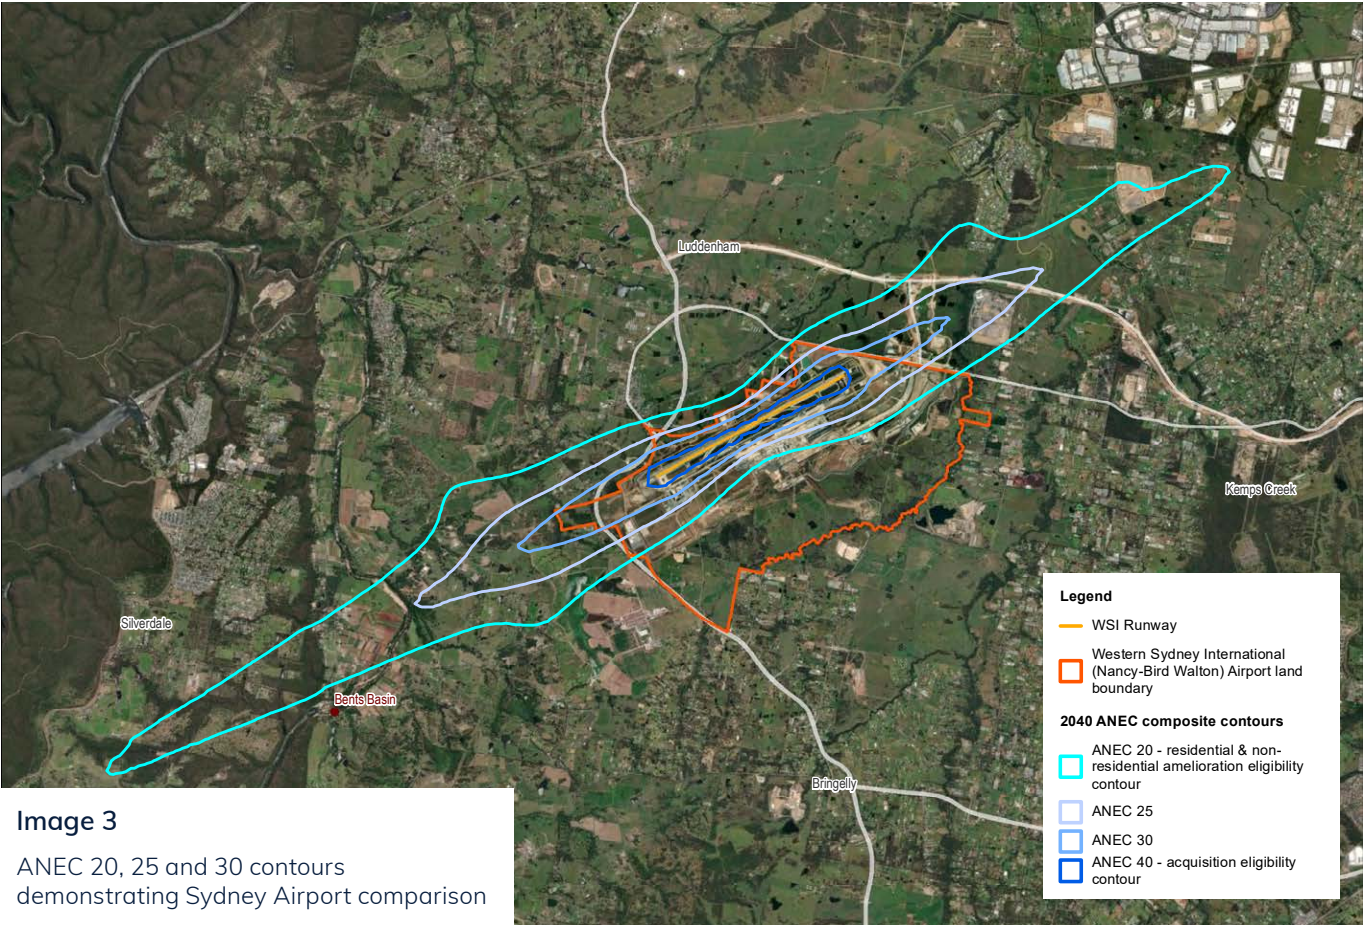 Luddenham
Kemps Creek
Silverdale
Bents Basin
Bringelly
Legend
WSI Runway
Western Sydney International
(Nancy-Bird Walton) Airport land
boundary
2040 ANEC composite contours
ANEC 20 - residential & non-
residential amelioration eligibility
contour
ANEC 25
ANEC 30
ANEC 40 - acquisition eligibility
contour
Image 3
ANEC 20, 25 and 30 contours
demonstrating Sydney Airport comparison